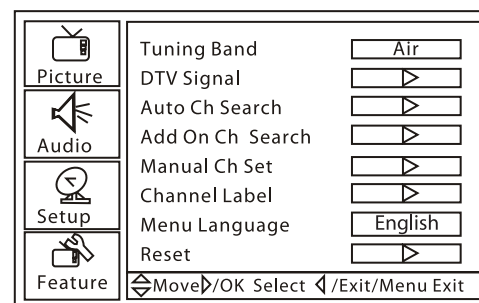 Picture
Audio
Setup
Feature
Tuning Band Air
DTV Signal
Auto Ch Search
Add On Ch Search
Manual Ch Set
Channel Label
Menu Language English
Reset
Move /OK Select /Exit/Menu Exit